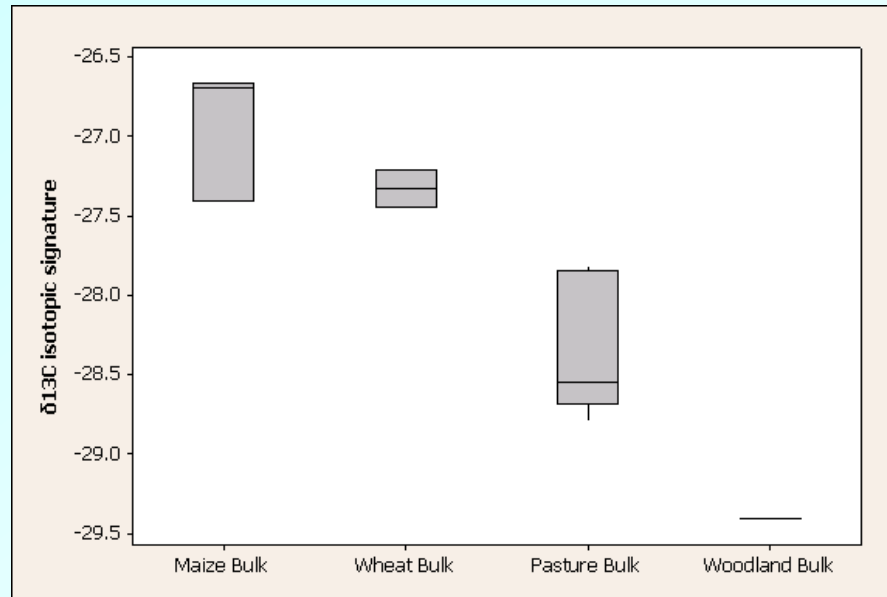 δ13C isotopic signature
-26.5
-27.0
-27.5
-28.0
-28.5
-29.0
-29.5
Maize Bulk
Wheat Bulk
Pasture Bulk
Woodland Bulk